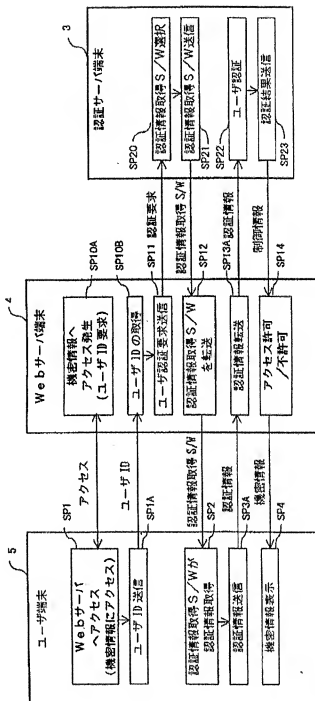 5
ユーザ端末
SP1
Webサーバ
へアクセス
(機密情報にアクセス)
ユーザID送信
SP1A
認証情報取得S/Wが
認証情報取得
SP2
認証情報送信
SP3A
機密情報表示
SP4
アクセス
ユーザID
認証情報取得S/W
認証情報
機密情報
Webサーバ端末
SP10A
機密情報へ
アクセス発生
(ユーザID要求)
SP10B
ユーザIDの取得
SP11
ユーザ認証要求送信
認証情報取得S/W
を転送
SP12
認証情報転送
SP13A
アクセス許可
/不許可
SP14
認証要求
認証情報取得S/W
認証情報
制御情報
3
認証サーバ端末
SP20
認証情報取得S/W選択
認証情報取得S/W送信
SP21
SP22
ユーザ認証
認証結果送信
SP23